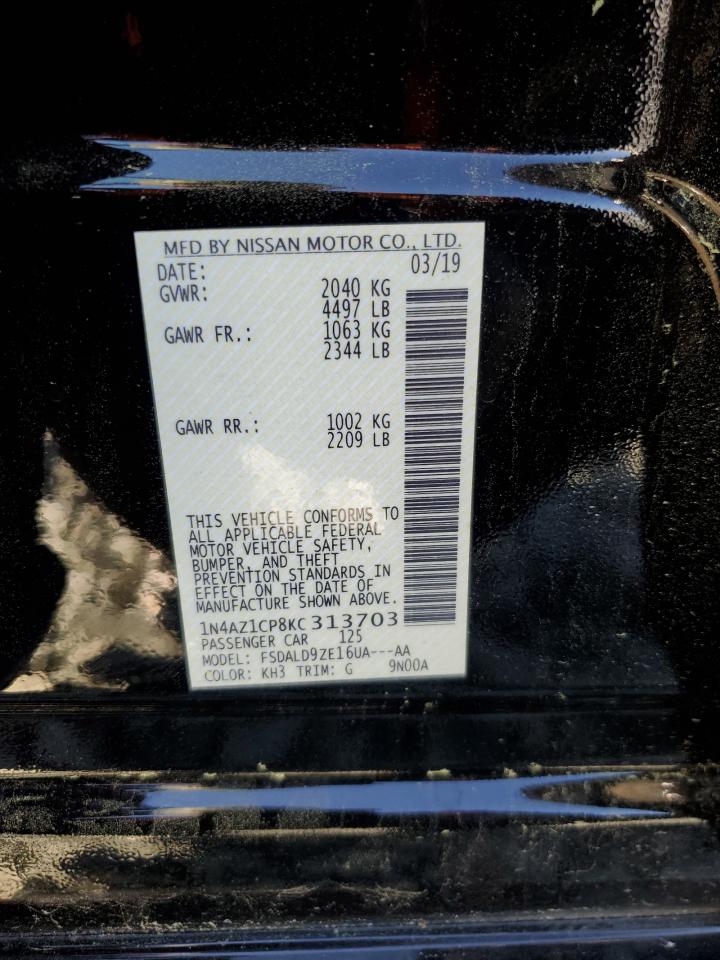 MFD BY NISSAN MOTOR CO., LTD.
DATE: 03/19
GVWR: 2040 KG
4497 LB
GAWR FR.: 1063 KG
2344 LB
GAWR RR.: 1002 KG
2209 LB
THIS VEHICLE CONFORMS TO
ALL APPLICABLE FEDERAL
MOTOR VEHICLE SAFETY,
BUMPER, AND THEFT
PREVENTION STANDARDS IN
EFFECT ON THE DATE OF
MANUFACTURE SHOWN ABOVE.
1N4AZ1CP8KC313703
PASSENGER CAR 125
MODEL: FSDALD9ZE16UA---AA
COLOR: KH3 TRIM: G 9N00A